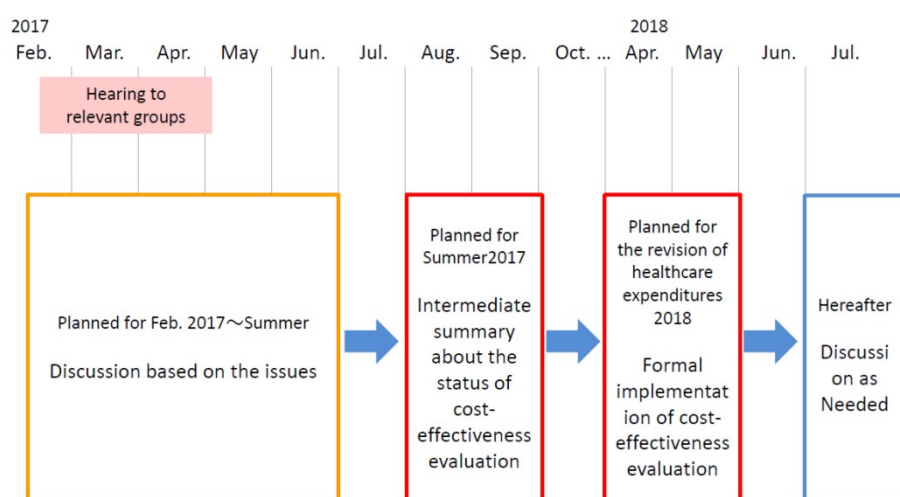 2017 2018
Feb. Mar. Apr. May Jun. Jul. Aug. Sep. Oct. ... Apr. May Jun. Jul.
Hearing to
relevant groups
Planned for Feb. 2017～Summer
Discussion based on the issues
Planned for
Summer2017
Intermediate
summary
about the
status of
cost-
effectiveness
evaluation
Planned for
the revision of
healthcare
expenditures
2018
Formal
implementat
ion of cost-
effectiveness
evaluation
Hereafter
Discussi
on as
Needed